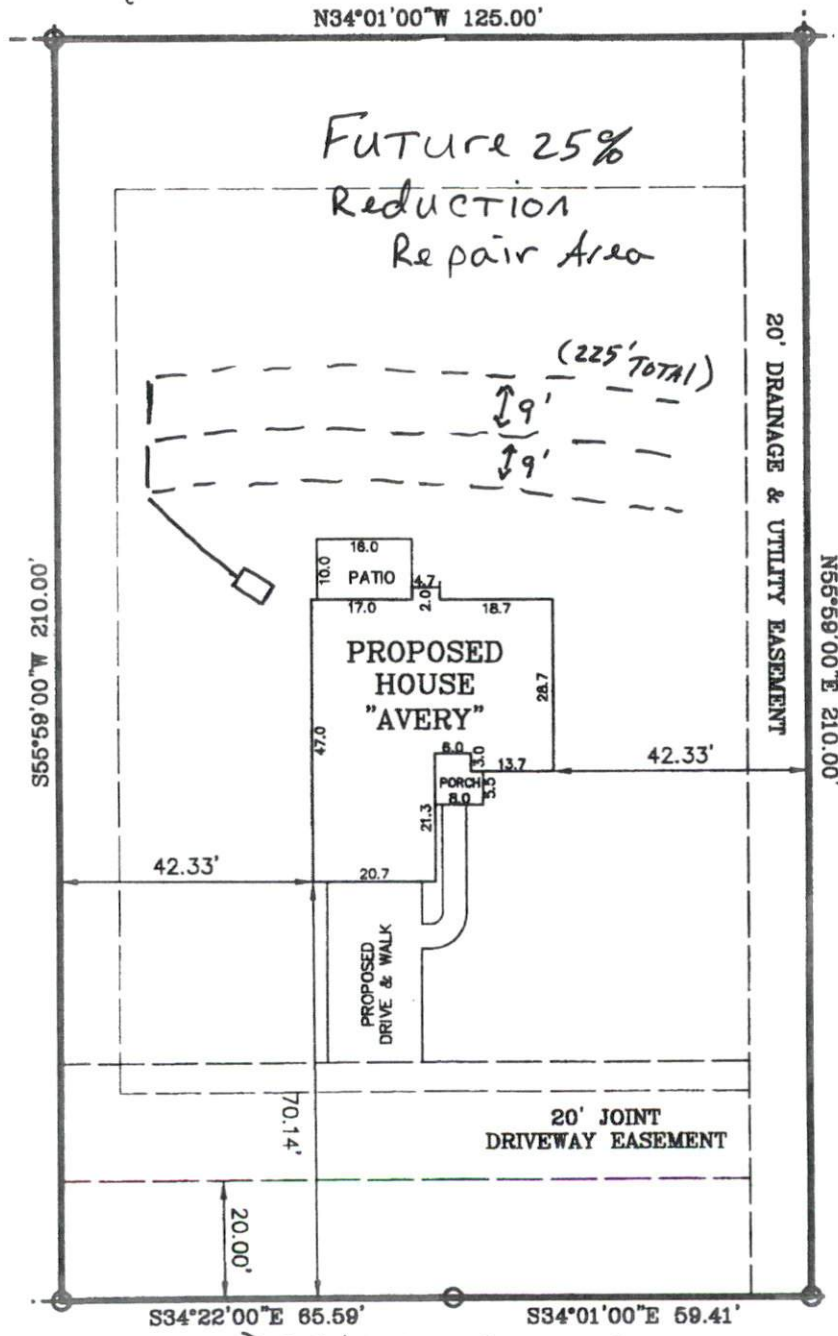 N34°01'00"W 125.00'
FUTURE 25%
Reduction
Repair Area
(225' TOTAL)
9'
9'
20' DRAINAGE & UTILITY EASEMENT
S55°59'00"W 210.00'
N55°59'00"E 210.00'
16.0
10.0
PATIO
4.7
17.0
2.0
18.7
PROPOSED
HOUSE
"AVERY"
47.0
28.7
6.0
3.0
13.7
42.33'
PORCH
5.5
8.0
21.3
42.33'
20.7
PROPOSED
DRIVE & WALK
70.14'
20' JOINT
DRIVEWAY EASEMENT
20.00'
S34°22'00"E 65.59'
S34°01'00"E 59.41'